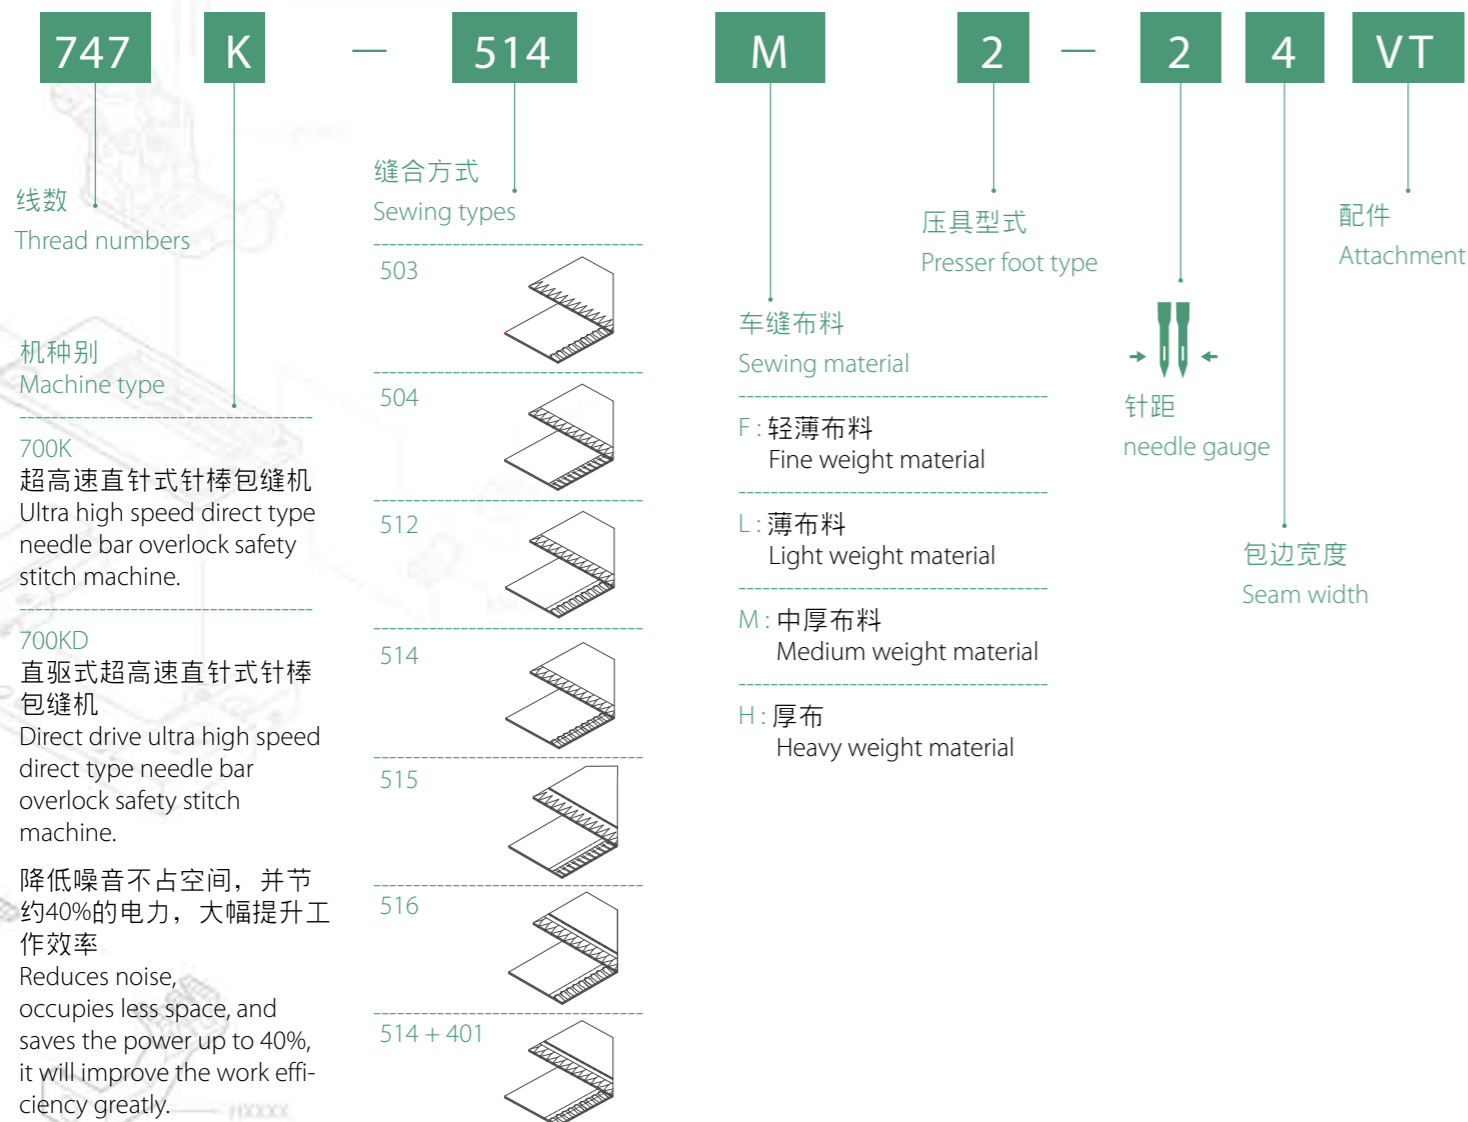 747 K — 514 M 2 — 2 4 VT
线数
Thread numbers
机种别
Machine type
700K
超高速直针式针棒包缝机
Ultra high speed direct type
needle bar overlock safety
stitch machine.
700KD
直驱式超高速直针式针棒
包缝机
Direct drive ultra high speed
direct type needle bar
overlock safety stitch
machine.
降低噪音不占空间，并节
约40%的电力，大幅提升工
作效率
Reduces noise,
occupies less space, and
saves the power up to 40%,
it will improve the work effi-
ciency greatly.
缝合方式
Sewing types
503
504
512
514
515
516
514 + 401
车缝布料
Sewing material
F : 轻薄布料
Fine weight material
L : 薄布料
Light weight material
M : 中厚布料
Medium weight material
H : 厚布
Heavy weight material
压具型式
Presser foot type
针距
needle gauge
包边宽度
Seam width
配件
Attachment